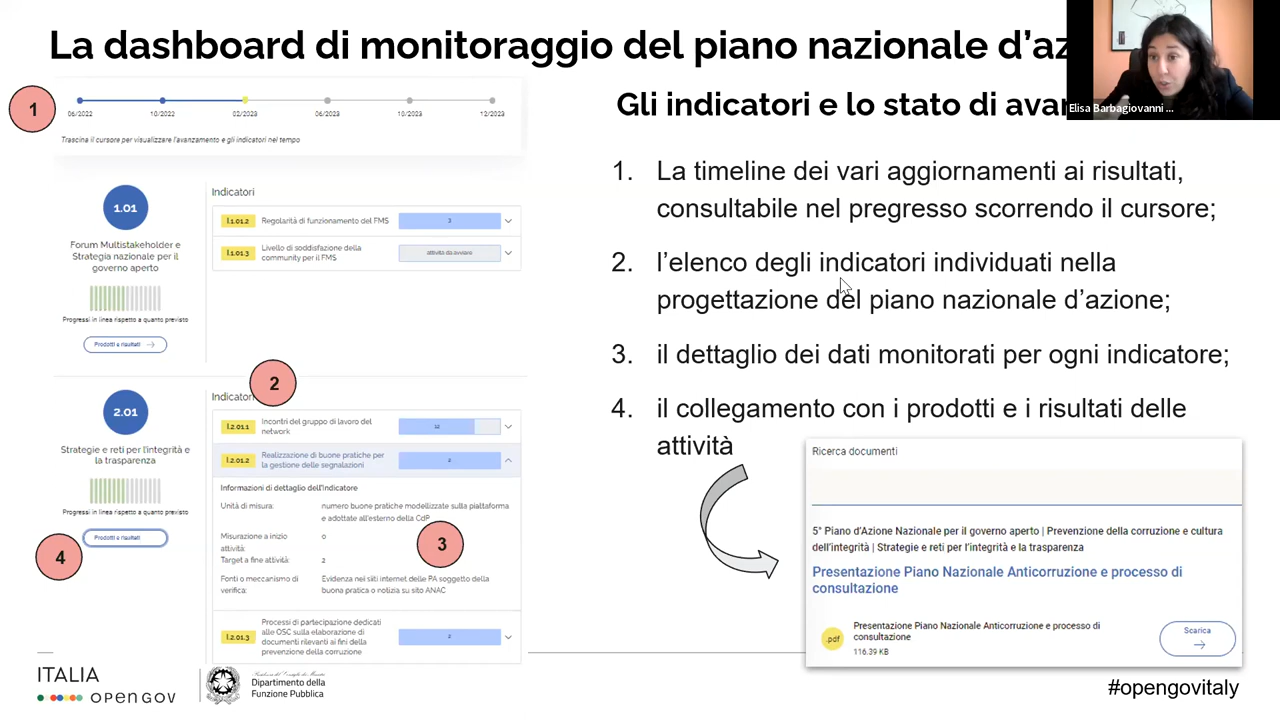 La dashboard di monitoraggio del piano nazionale d'az
Elisa Barbagiovanni ...
1
06/2022 10/2022 02/2023 06/2023 10/2023 12/2023
Trascina il cursore per visualizzare l'avanzamento e gli indicatori nel tempo
Gli indicatori e lo stato di avan
1. La timeline dei vari aggiornamenti ai risultati,
consultabile nel pregresso scorrendo il cursore;
2. l'elenco degli indicatori individuati nella
progettazione del piano nazionale d'azione;
3. il dettaglio dei dati monitorati per ogni indicatore;
4. il collegamento con i prodotti e i risultati delle
attività
1.01
Forum Multistakeholder e
Strategia nazionale per il
governo aperto
Progressi in linea rispetto a quanto previsto
Prodotti e risultati
Indicatori
I.1.01.2 Regolarità di funzionamento del FMS 3
I.1.01.3 Livello di soddisfazione della
community per il FMS
attività da avviare
2
2.01
Strategie e reti per l'integrità e
la trasparenza
Progressi in linea rispetto a quanto previsto
Prodotti e risultati
4
Indicatori
I.2.01.1 Incontri del gruppo di lavoro del
network
12
I.2.01.2 Realizzazione di buone pratiche per
la gestione delle segnalazioni
2
Informazioni di dettaglio dell'indicatore
Unità di misura: numero buone pratiche modellizzate sulla piattaforma
e adottate all'esterno della CdP
Misurazione a inizio
attività:
0
Target a fine attività: 2
3
Fonti o meccanismo di
verifica:
Evidenza nei siti internet delle PA soggetto della
buona pratica o notizia su sito ANAC
I.2.01.3 Processi di partecipazione dedicati
alle OSC sulla elaborazione di
documenti rilevanti ai fini della
prevenzione della corruzione
2
Ricerca documenti
5° Piano d'Azione Nazionale per il governo aperto | Prevenzione della corruzione e cultura
dell'integrità | Strategie e reti per l'integrità e la trasparenza
Presentazione Piano Nazionale Anticorruzione e processo di
consultazione
.pdf
Presentazione Piano Nazionale Anticorruzione e processo di
consultazione
116.39 KB
Scarica
ITALIA
OPEN GOV
Presidenza del Consiglio dei Ministri
Dipartimento della
Funzione Pubblica
#opengovitaly